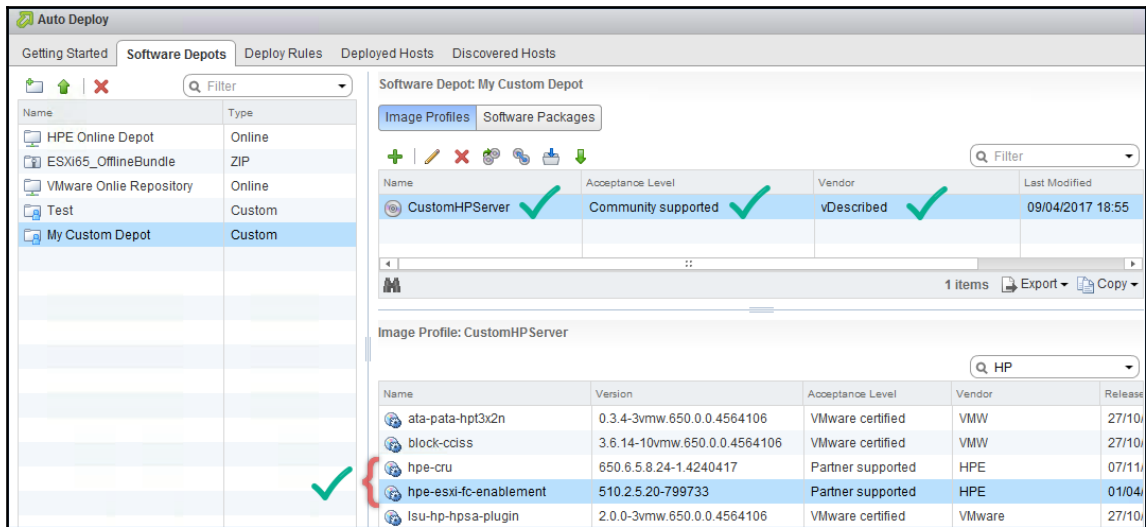 Auto Deploy
Getting Started Software Depots Deploy Rules Deployed Hosts Discovered Hosts
Filter
Name Type
HPE Online Depot Online
ESXi65_OfflineBundle ZIP
VMware Onlie Repository Online
Test Custom
My Custom Depot Custom
Software Depot: My Custom Depot
Image Profiles Software Packages
Filter
Name Acceptance Level Vendor Last Modified
CustomHPServer Community supported vDescribed 09/04/2017 18:55
1 items Export Copy
Image Profile: CustomHPServer
HP
Name Version Acceptance Level Vendor Release
ata-pata-hpt3x2n 0.3.4-3vmw.650.0.0.4564106 VMware certified VMW 27/10/
block-cciss 3.6.14-10vmw.650.0.0.4564106 VMware certified VMW 27/10/
hpe-cru 650.6.5.8.24-1.4240417 Partner supported HPE 07/11/
hpe-esxi-fc-enablement 510.2.5.20-799733 Partner supported HPE 01/04/
lsu-hp-hpsa-plugin 2.0.0-3vmw.650.0.0.4564106 VMware certified VMware 27/10/